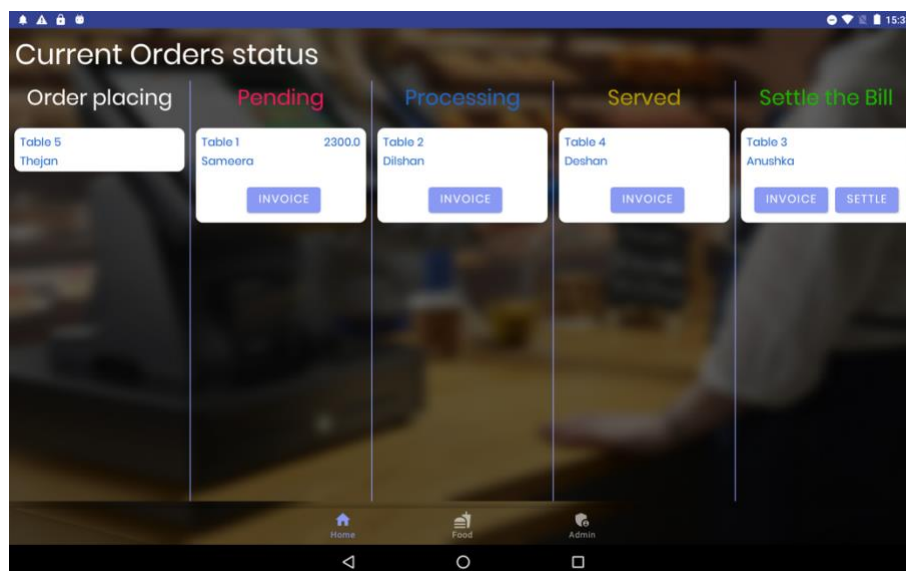 15:3
Current Orders status
Order placing
Pending
Processing
Served
Settle the Bill
Table 5
Thejan
Table 1 2300.0
Sameera
INVOICE
Table 2
Dilshan
INVOICE
Table 4
Deshan
INVOICE
Table 3
Anushka
INVOICE SETTLE
Home
Food
Admin